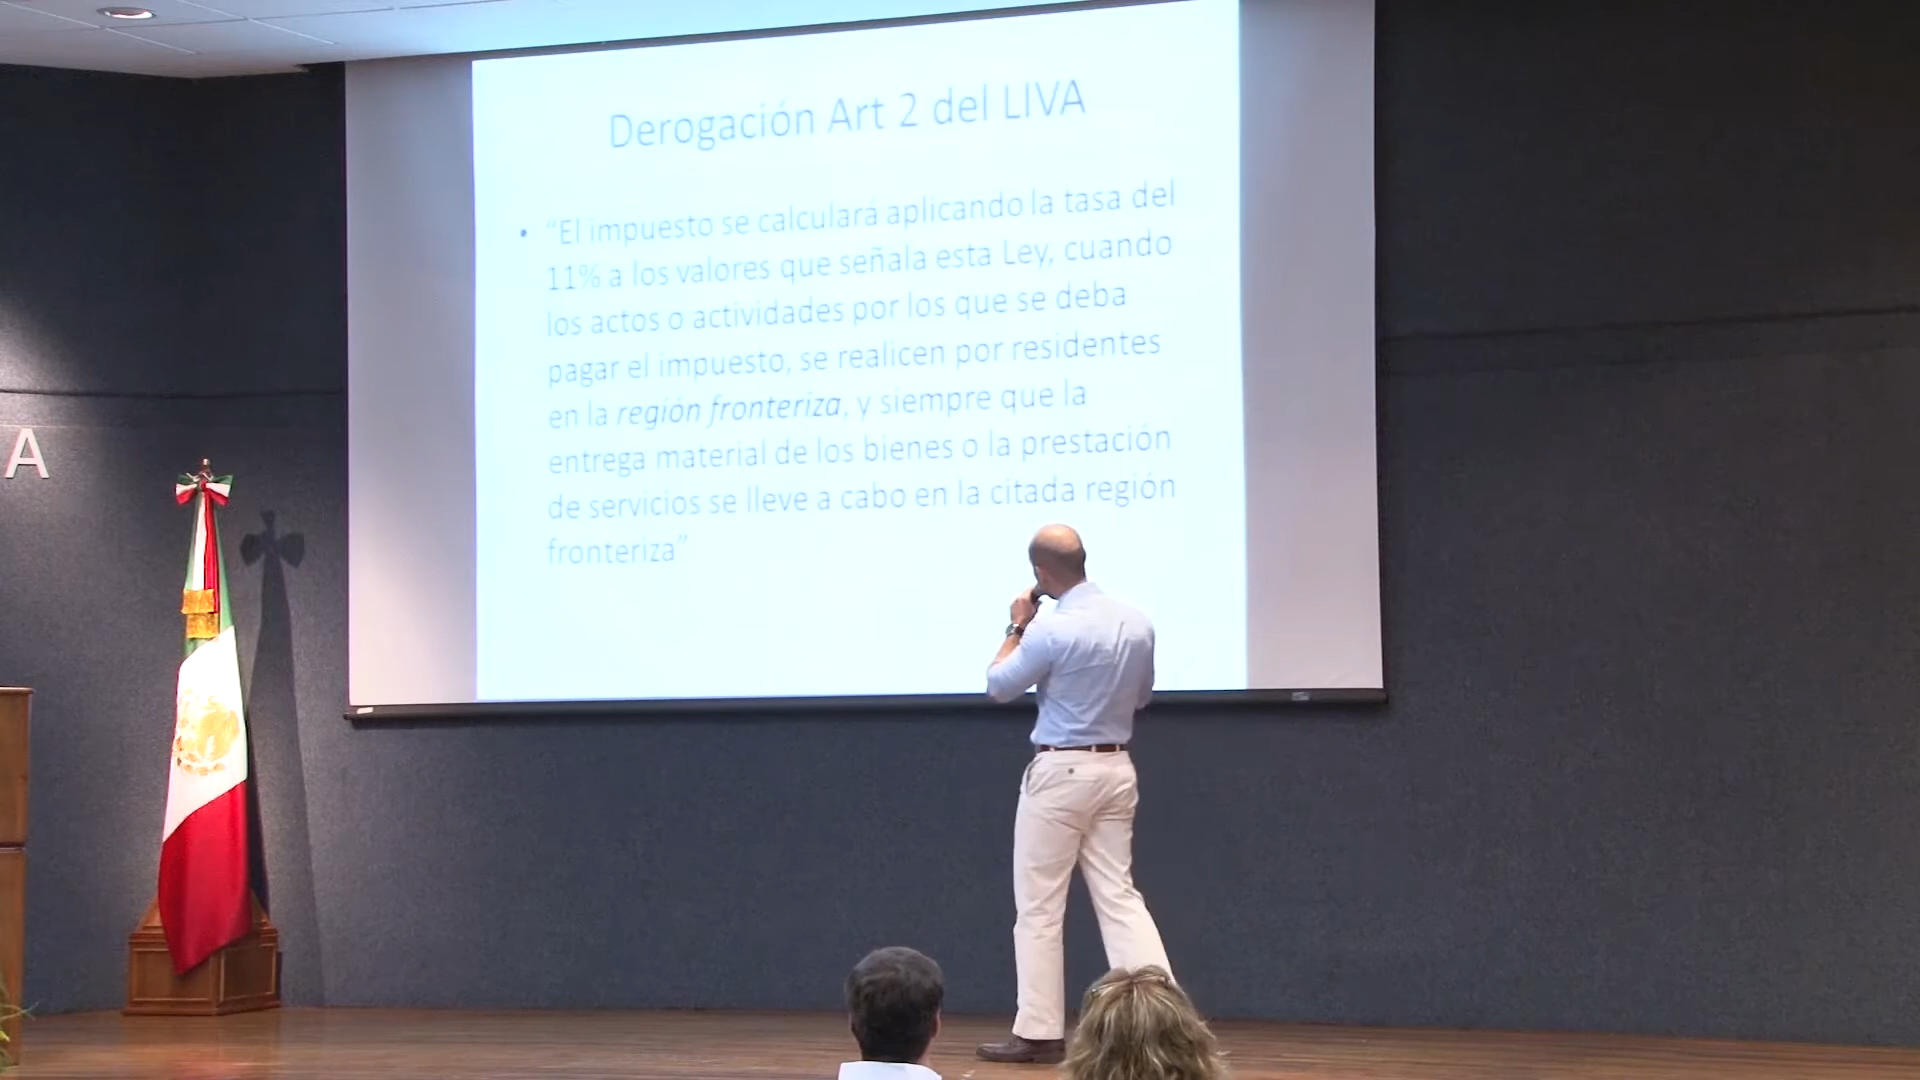 Derogación Art 2 del LIVA
• “El impuesto se calculará aplicando la tasa del
11% a los valores que señala esta Ley, cuando
los actos o actividades por los que se deba
pagar el impuesto, se realicen por residentes
en la región fronteriza, y siempre que la
entrega material de los bienes o la prestación
de servicios se lleve a cabo en la citada región
fronteriza”
A